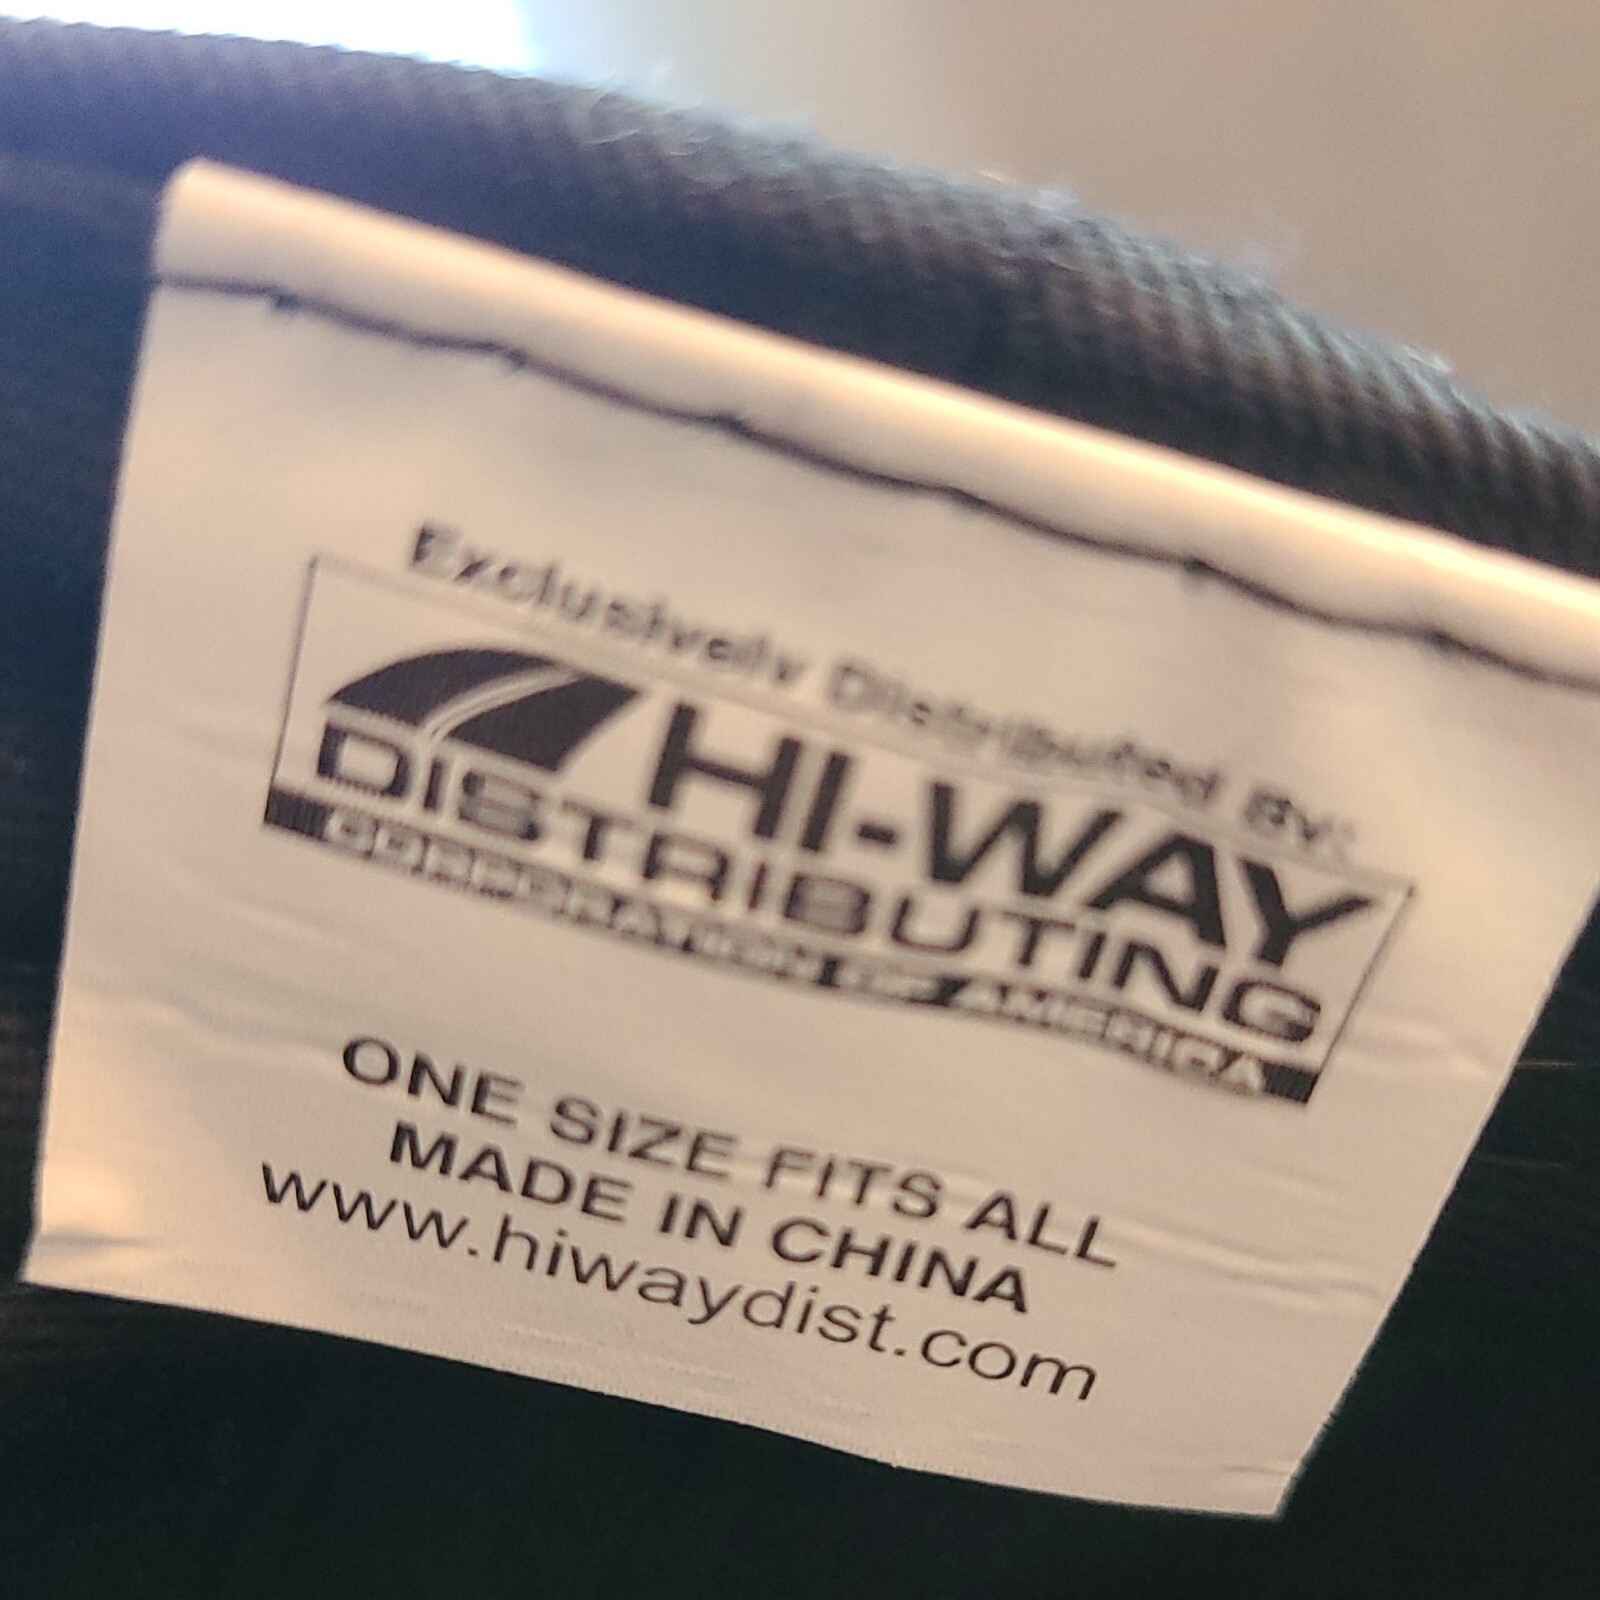 Exclusively Distributed By:
HI-WAY
DISTRIBUTING
CORPORATION OF AMERICA
ONE SIZE FITS ALL
MADE IN CHINA
www.hiwaydist.com